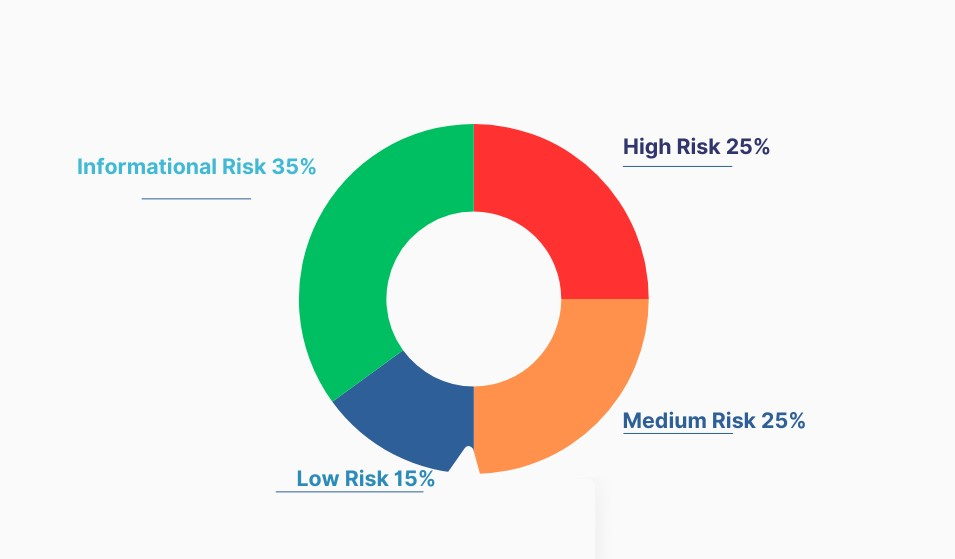 High Risk 25%
Informational Risk 35%
Medium Risk 25%
Low Risk 15%